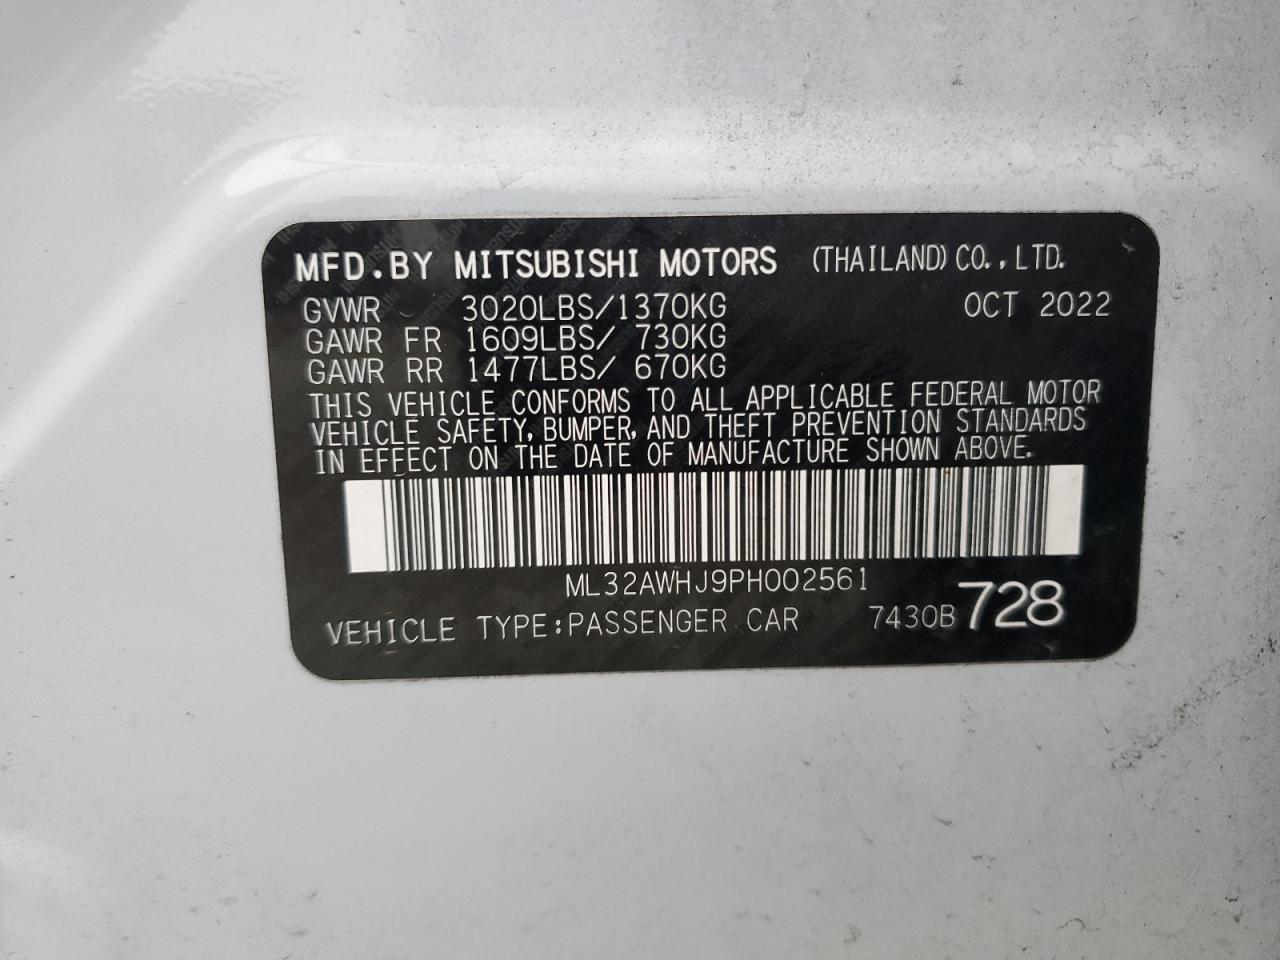 MFD.BY MITSUBISHI MOTORS (THAILAND)CO.,LTD.
GVWR 3020LBS/1370KG OCT 2022
GAWR FR 1609LBS/ 730KG
GAWR RR 1477LBS/ 670KG
THIS VEHICLE CONFORMS TO ALL APPLICABLE FEDERAL MOTOR
VEHICLE SAFETY, BUMPER, AND THEFT PREVENTION STANDARDS
IN EFFECT ON THE DATE OF MANUFACTURE SHOWN ABOVE.
ML32AWHJ9PH002561
VEHICLE TYPE:PASSENGER CAR 7430B728